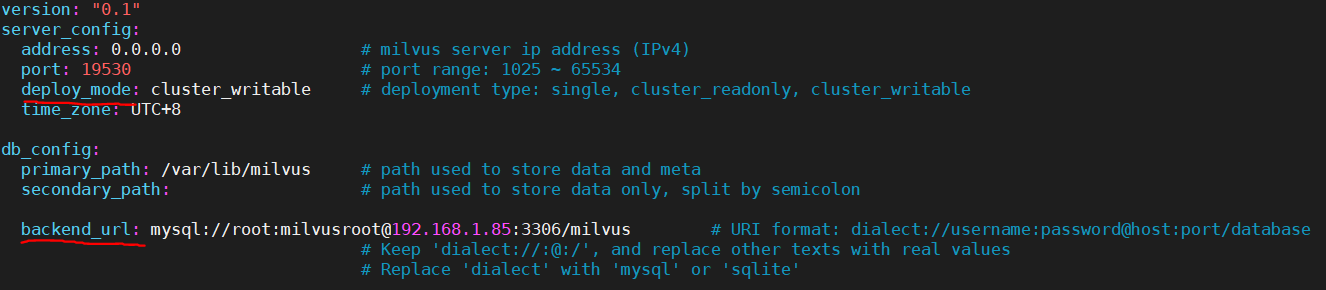 version: "0.1"
server_config:
  address: 0.0.0.0                  # milvus server ip address (IPv4)
  port: 19530                       # port range: 1025 ~ 65534
  deploy_mode: cluster_writable     # deployment type: single, cluster_readonly, cluster_writable
  time_zone: UTC+8
db_config:
  primary_path: /var/lib/milvus     # path used to store data and meta
  secondary_path:                   # path used to store data only, split by semicolon
  backend_url: mysql://root:milvusroot@192.168.1.85:3306/milvus        # URI format: dialect://username:password@host:port/database
                                    # Keep 'dialect://:@:/', and replace other texts with real values
                                    # Replace 'dialect' with 'mysql' or 'sqlite'